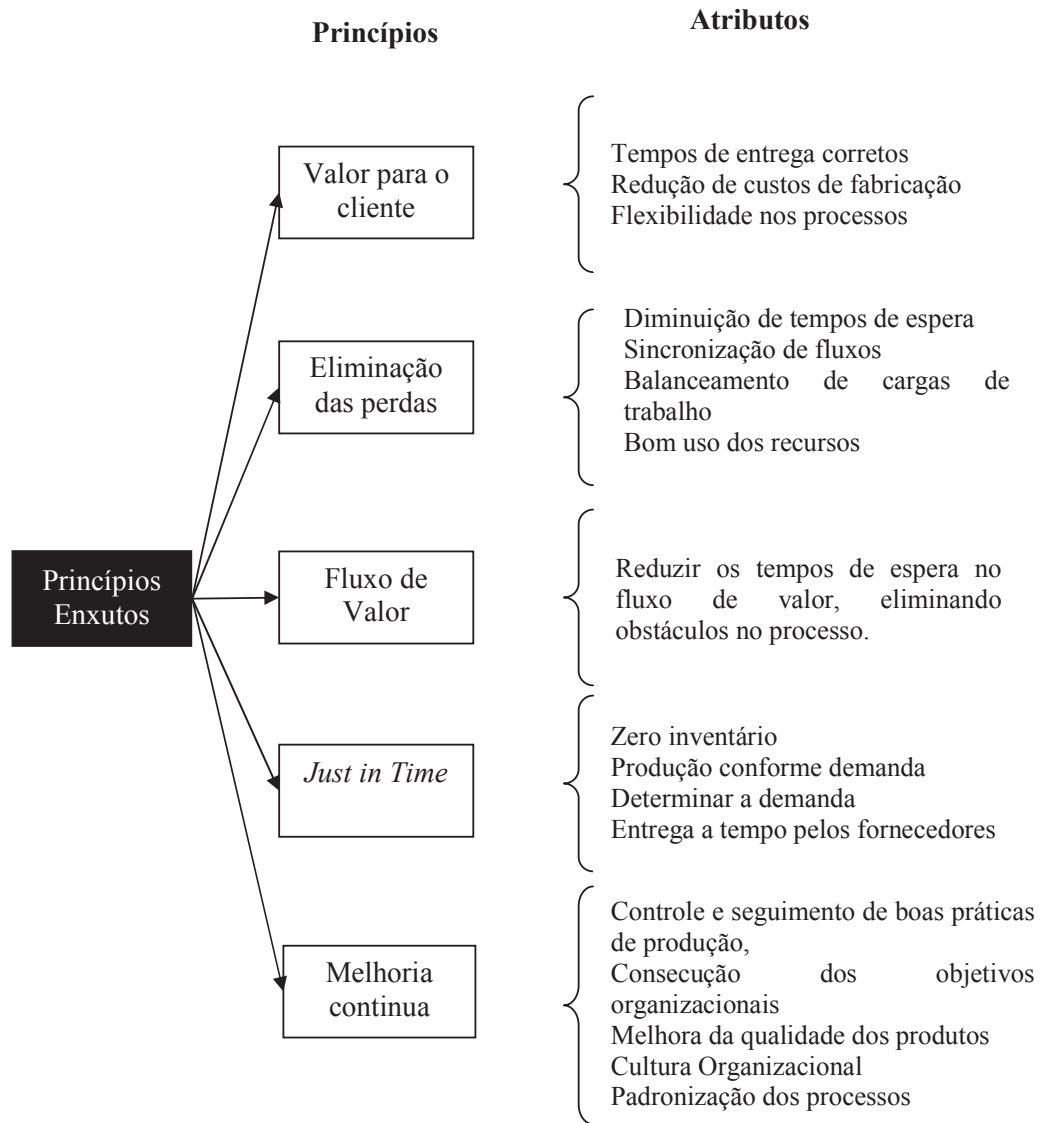 Princípios
Atributos
Valor para o
cliente
Tempos de entrega corretos
Redução de custos de fabricação
Flexibilidade nos processos
Eliminação
das perdas
Diminuição de tempos de espera
Sincronização de fluxos
Balanceamento de cargas de
trabalho
Bom uso dos recursos
Princípios
Enxutos
Fluxo de
Valor
Reduzir os tempos de espera no
fluxo de valor, eliminando
obstáculos no processo.
Just in Time
Zero inventário
Produção conforme demanda
Determinar a demanda
Entrega a tempo pelos fornecedores
Melhoria
continua
Controle e seguimento de boas práticas
de produção,
Consecução dos objetivos
organizacionais
Melhora da qualidade dos produtos
Cultura Organizacional
Padronização dos processos